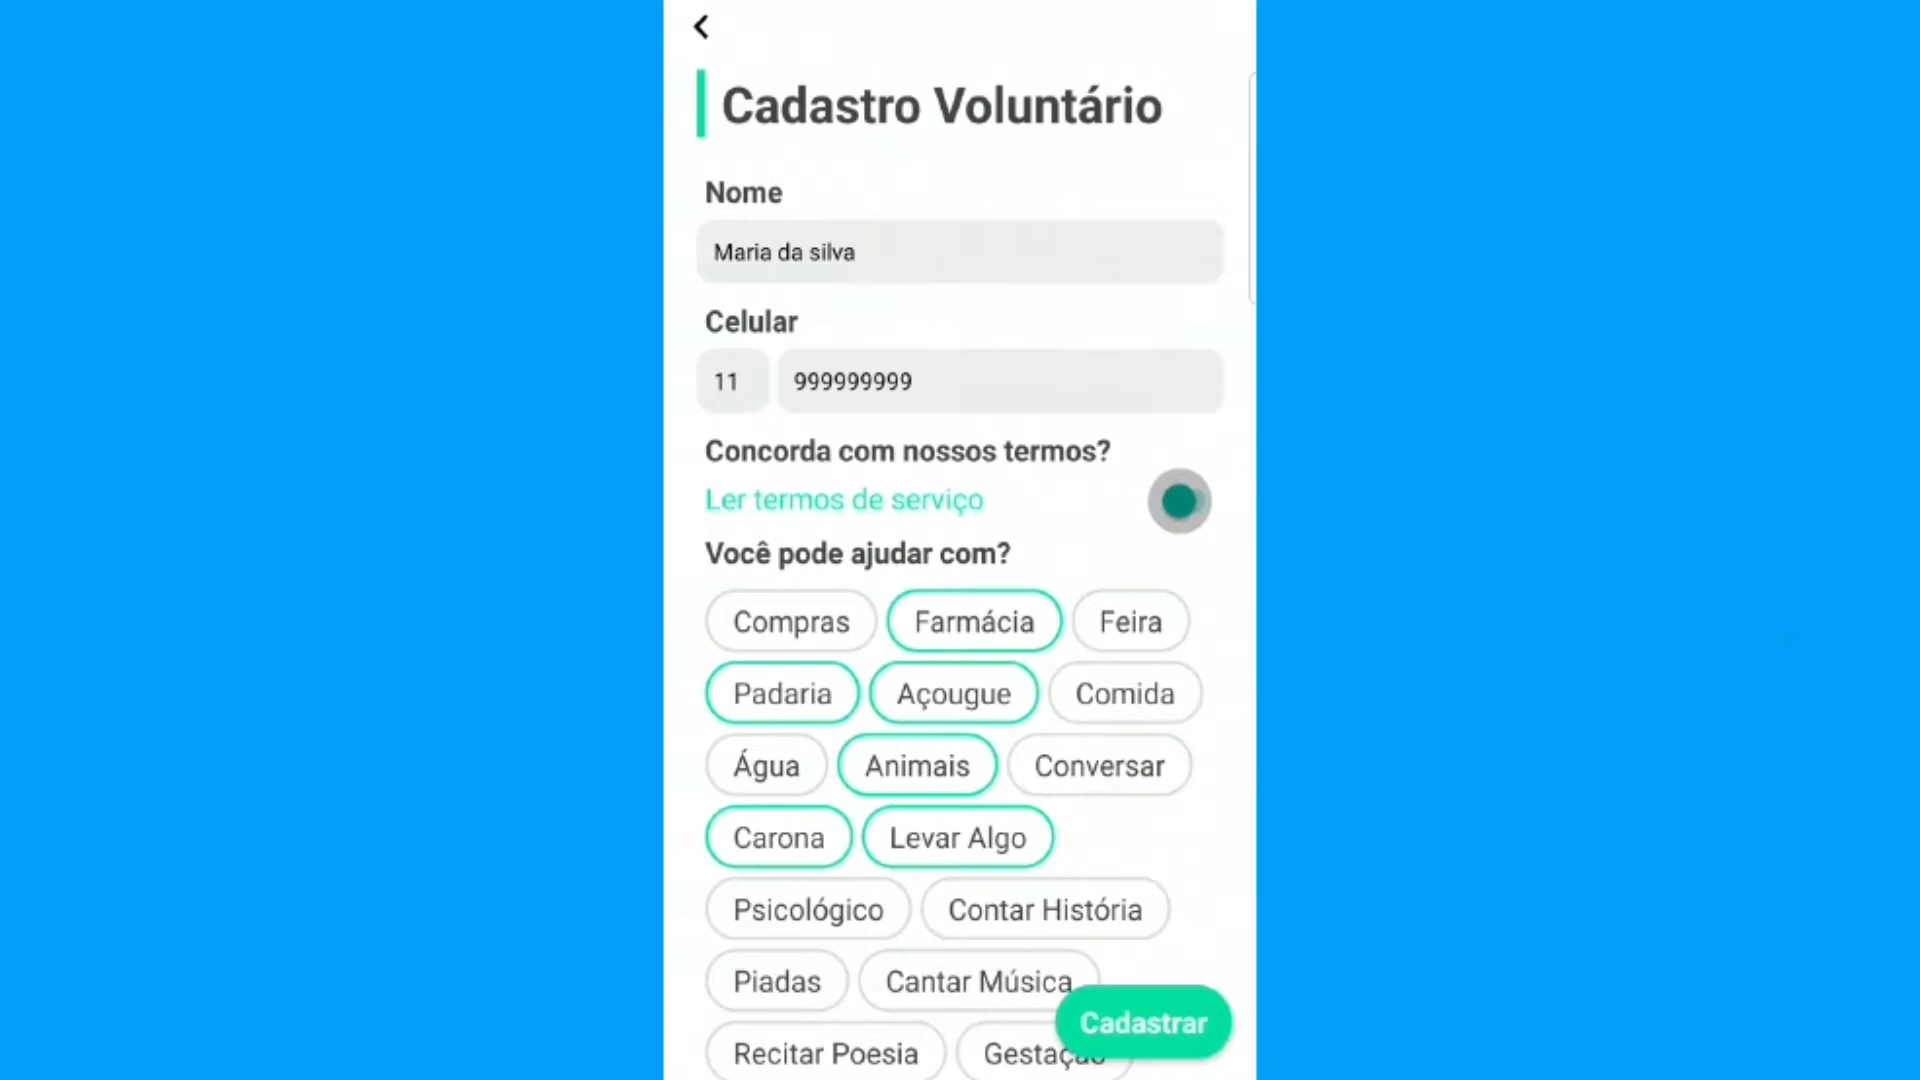 Cadastro Voluntário
Nome
Maria da silva
Celular
11 999999999
Concorda com nossos termos?
Ler termos de serviço
Você pode ajudar com?
Compras Farmácia Feira
Padaria Açougue Comida
Água Animais Conversar
Carona Levar Algo
Psicológico Contar História
Piadas Cantar Música
Cadastrar
Recitar Poesia Gestação